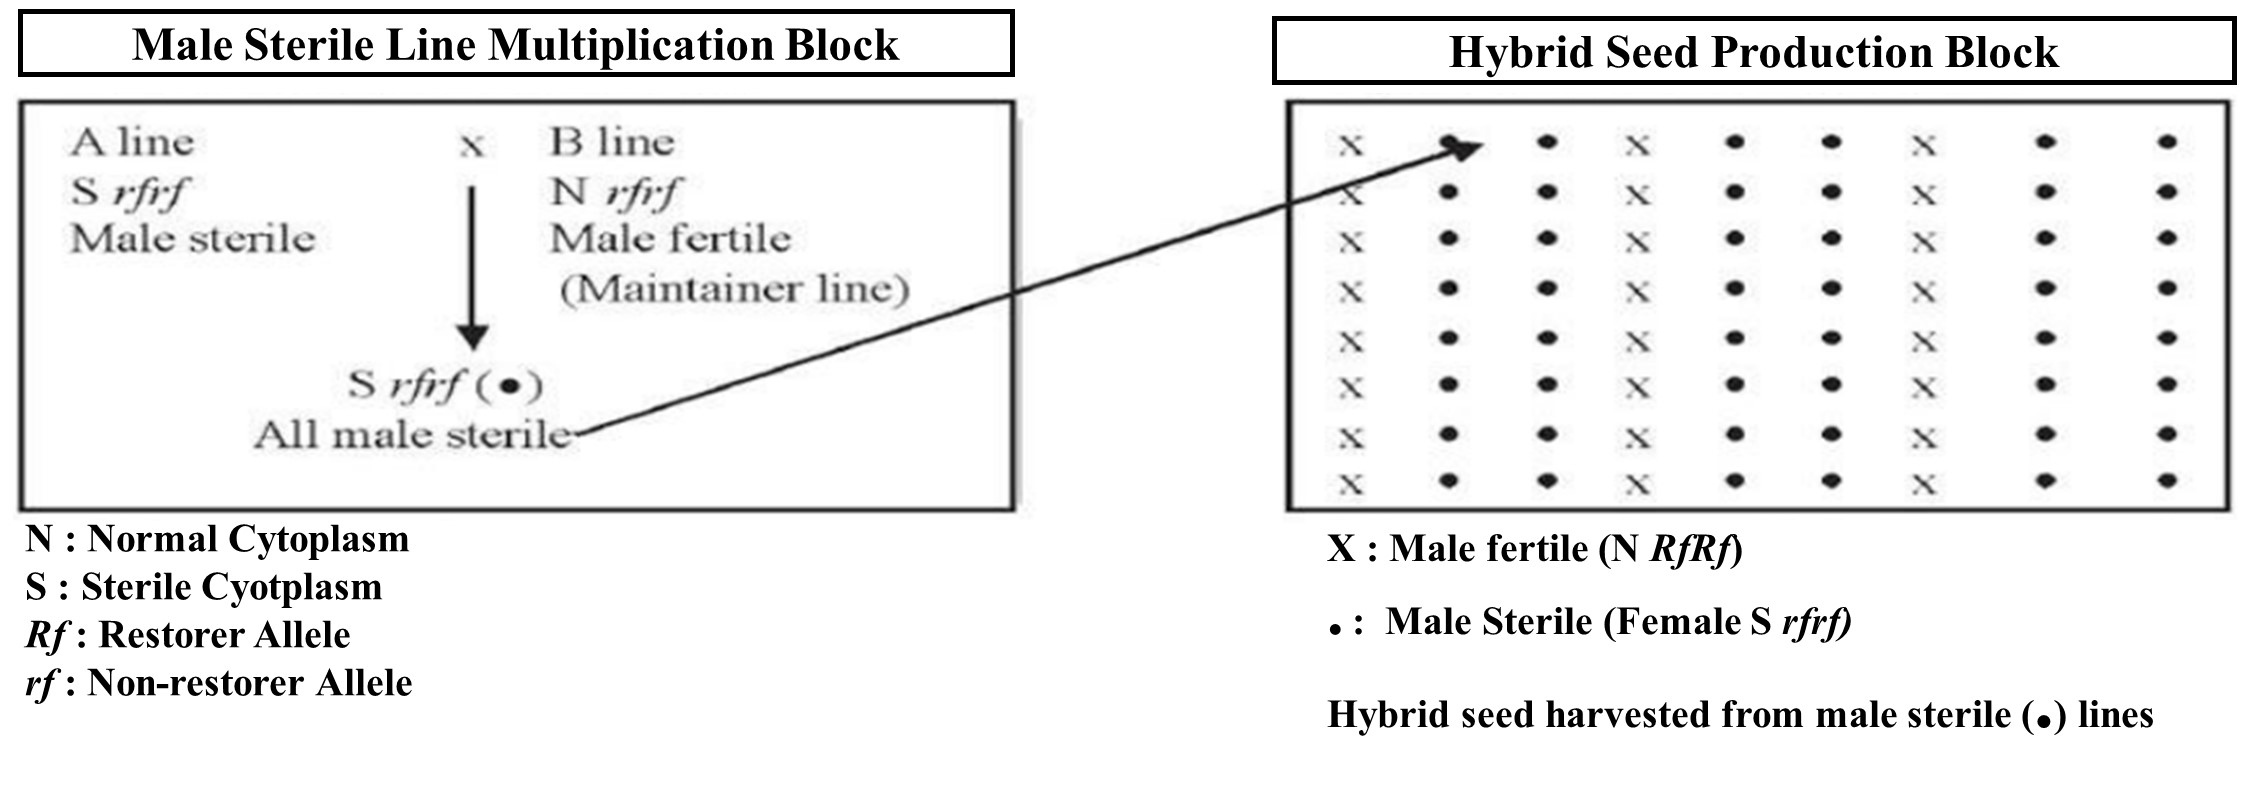 Male Sterile Line Multiplication Block
A line x B line
S rfrf N rfrf
Male sterile Male fertile
(Maintainer line)
S rfrf (●)
All male sterile
N : Normal Cytoplasm
S : Sterile Cyotplasm
Rf : Restorer Allele
rf : Non-restorer Allele
Hybrid Seed Production Block
x ● ● x ● ● x ● ●
x ● ● x ● ● x ● ●
x ● ● x ● ● x ● ●
x ● ● x ● ● x ● ●
x ● ● x ● ● x ● ●
x ● ● x ● ● x ● ●
x ● ● x ● ● x ● ●
x ● ● x ● ● x ● ●
X : Male fertile (N RfRf)
● : Male Sterile (Female S rfrf)
Hybrid seed harvested from male sterile (●) lines